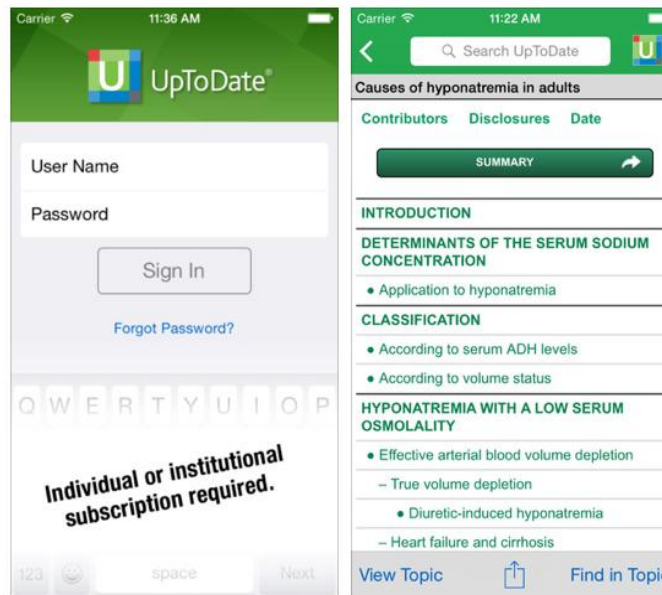 Carrier 11:36 AM
U UpToDate®
User Name
Password
Sign In
Forgot Password?
Q W E R T Y U I O P
Individual or institutional
subscription required.
123 space Next
Carrier 11:22 AM
Search UpToDate U
Causes of hyponatremia in adults
Contributors Disclosures Date
SUMMARY
INTRODUCTION
DETERMINANTS OF THE SERUM SODIUM
CONCENTRATION
• Application to hyponatremia
CLASSIFICATION
• According to serum ADH levels
• According to volume status
HYPONATREMIA WITH A LOW SERUM
OSMOLALITY
• Effective arterial blood volume depletion
– True volume depletion
• Diuretic-induced hyponatremia
– Heart failure and cirrhosis
View Topic Find in Topic